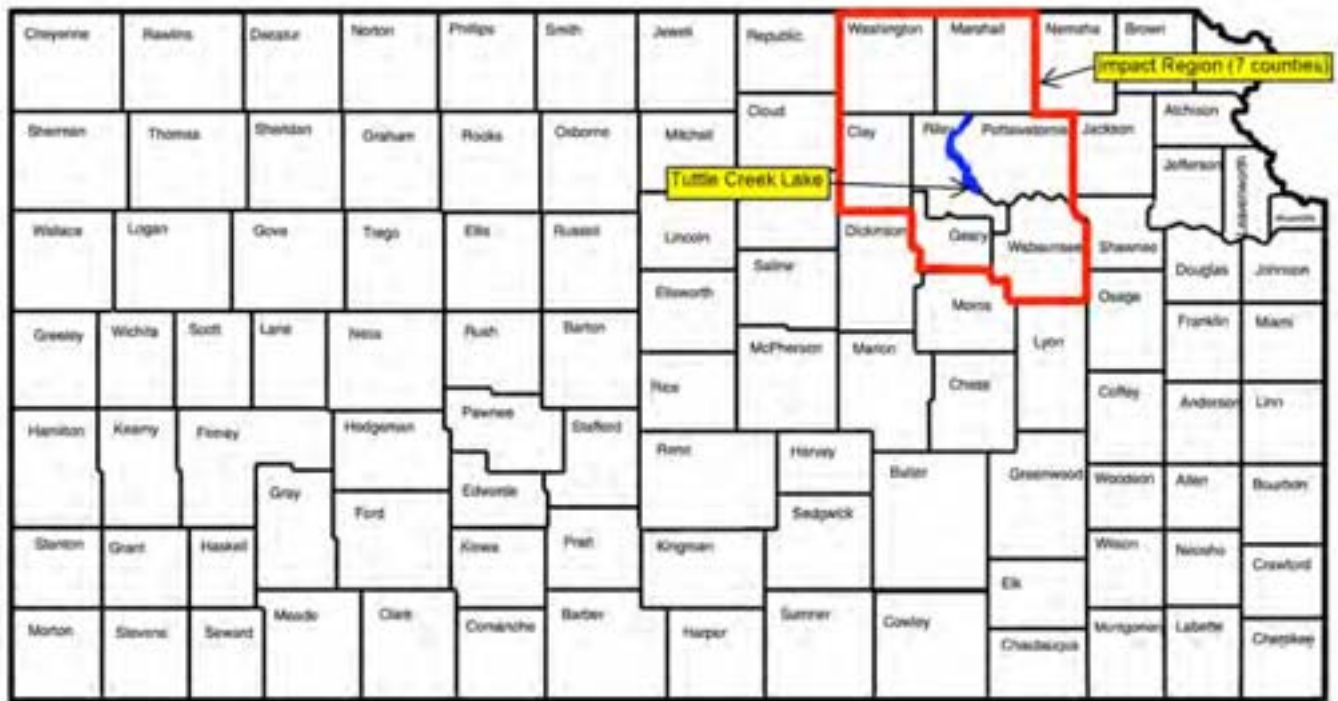 Cheyenne Rawlins Decatur Norton Phillips Smith Jewell Republic Washington Marshall Nemaha Brown
Impact Region (7 counties)
Sherman Thomas Sheridan Graham Rooks Osborne Mitchell Cloud Clay Riley Pottawatomie Jackson Atchison
Jefferson Leavenworth
Tuttle Creek Lake
Wallace Logan Gove Trego Ellis Russell Lincoln Dickinson Geary Wabaunsee Shawnee
Saline Douglas Johnson
Ellsworth Morris Osage
Greeley Wichita Scott Lane Ness Rush Barton McPherson Marion Lyon Franklin Miami
Rice Chase Coffey Anderson Linn
Hamilton Kearny Finney Hodgeman Pawnee Stafford
Reno Harvey Butler Greenwood Woodson Allen Bourbon
Gray Ford Edwards Sedgwick
Stanton Grant Haskell Kiowa Pratt Kingman Wilson Neosho Crawford
Elk
Morton Stevens Seward Meade Clark Comanche Barber Harper Sumner Cowley Chautauqua Montgomery Labette Cherokee